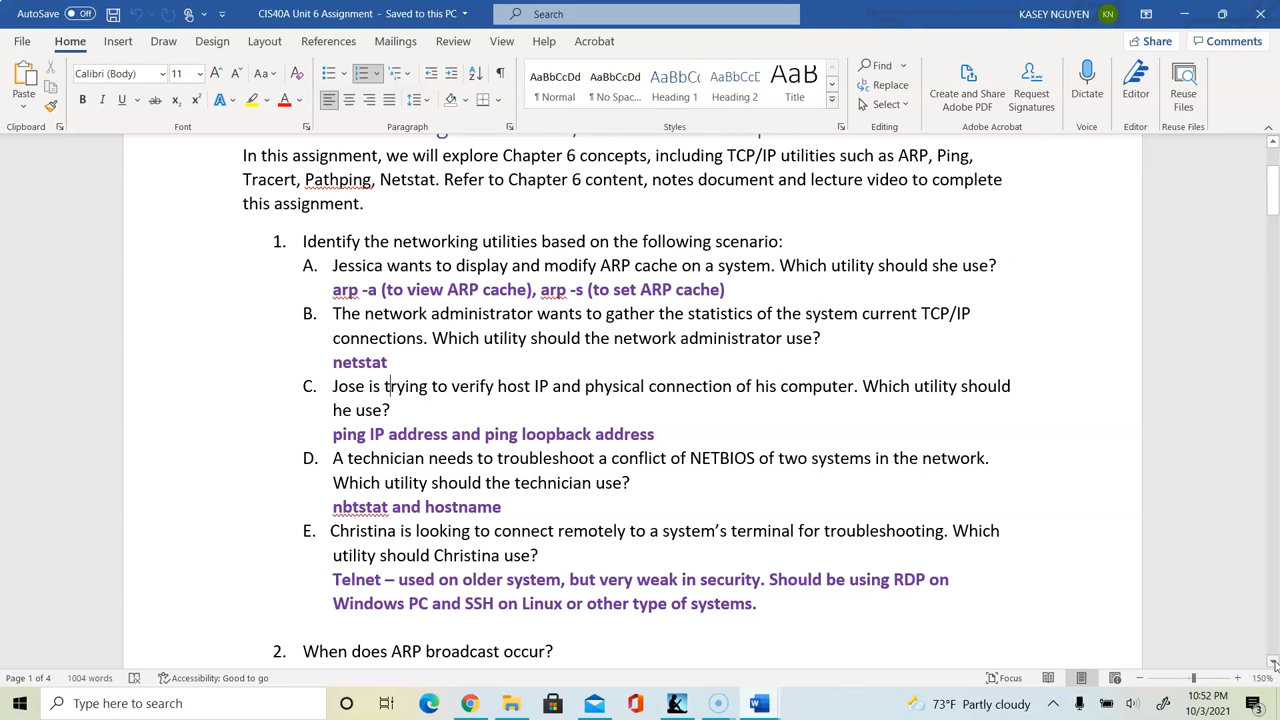 AutoSave Off CIS40A Unit 5 Assignment • Saved to this PC Search KASEY NGUYEN KN
File Home Insert Draw Design Layout References Mailings Review View Help Acrobat Share Comments
Paste Calibri (Body) 11 AaBbCcDd AaBbCcDd AaBbCc AaBbCcD AaB Find Replace Select
¶ Normal ¶ No Spac... Heading 1 Heading 2 Title
Create and Share Adobe PDF Request Signatures Dictate Editor Reuse Files
Clipboard Font Paragraph Styles Editing Adobe Acrobat Voice Editor Reuse Files
In this assignment, we will explore Chapter 6 concepts, including TCP/IP utilities such as ARP, Ping,
Tracert, Pathping, Netstat. Refer to Chapter 6 content, notes document and lecture video to complete
this assignment.
1. Identify the networking utilities based on the following scenario:
A. Jessica wants to display and modify ARP cache on a system. Which utility should she use?
arp -a (to view ARP cache), arp -s (to set ARP cache)
B. The network administrator wants to gather the statistics of the system current TCP/IP
connections. Which utility should the network administrator use?
netstat
C. Jose is trying to verify host IP and physical connection of his computer. Which utility should
he use?
ping IP address and ping loopback address
D. A technician needs to troubleshoot a conflict of NETBIOS of two systems in the network.
Which utility should the technician use?
nbtstat and hostname
E. Christina is looking to connect remotely to a system's terminal for troubleshooting. Which
utility should Christina use?
Telnet – used on older system, but very weak in security. Should be using RDP on
Windows PC and SSH on Linux or other type of systems.
2. When does ARP broadcast occur?
Page 1 of 4 1004 words Accessibility: Good to go Focus 150%
Type here to search 73°F Partly cloudy 10:52 PM
10/3/2021 3